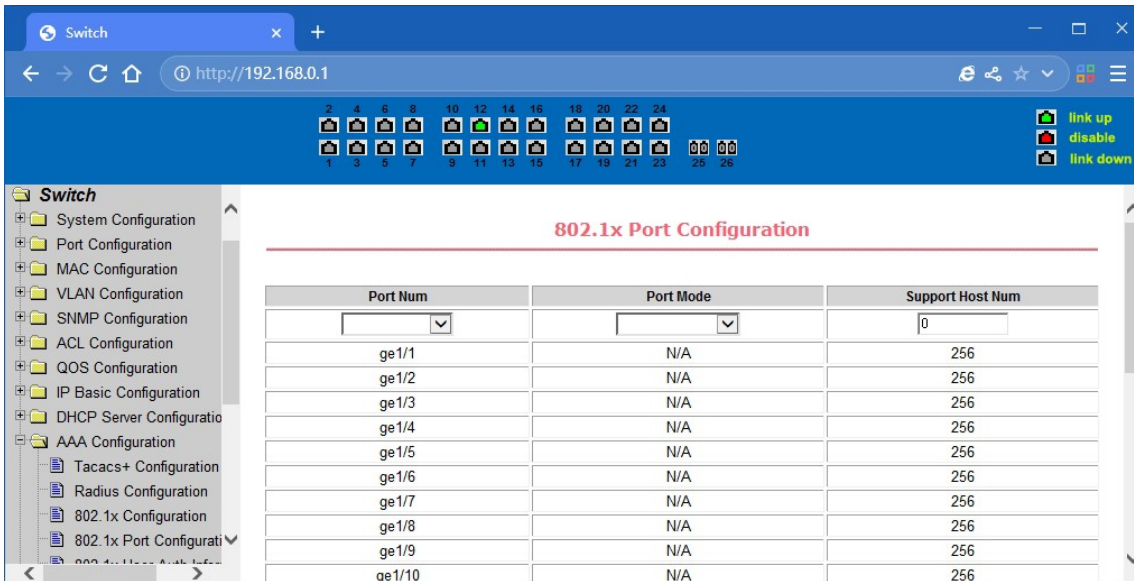 Switch
http://192.168.0.1
2 4 6 8 10 12 14 16 18 20 22 24
1 3 5 7 9 11 13 15 17 19 21 23 25 26
link up
disable
link down
Switch
System Configuration
Port Configuration
MAC Configuration
VLAN Configuration
SNMP Configuration
ACL Configuration
QOS Configuration
IP Basic Configuration
DHCP Server Configuratio
AAA Configuration
Tacacs+ Configuration
Radius Configuration
802.1x Configuration
802.1x Port Configurati
802.1x Port Configuration
Port Num Port Mode Support Host Num
0
ge1/1 N/A 256
ge1/2 N/A 256
ge1/3 N/A 256
ge1/4 N/A 256
ge1/5 N/A 256
ge1/6 N/A 256
ge1/7 N/A 256
ge1/8 N/A 256
ge1/9 N/A 256
ge1/10 N/A 256